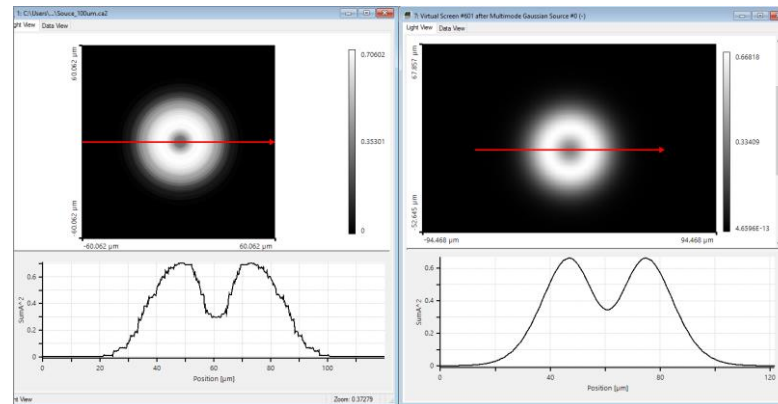 1: C:\Users\...\Souce_100um.ca2
ght View Data View
60.062 µm
-60.062 µm
-60.062 µm 60.062 µm
0.70602
0.35301
0
0.6
0.4
0.2
0
SumA^2
0 20 40 60 80 100
Position [µm]
ht View Zoom: 0.37279
7: Virtual Screen #601 after Multimode Gaussian Source #0 (-)
Light View Data View
67.857 µm
-52.645 µm
-94.468 µm 94.468 µm
0.66818
0.33409
4.6596E-13
0.6
0.4
0.2
0
SumA^2
0 20 40 60 80 100 120
Position [µm]